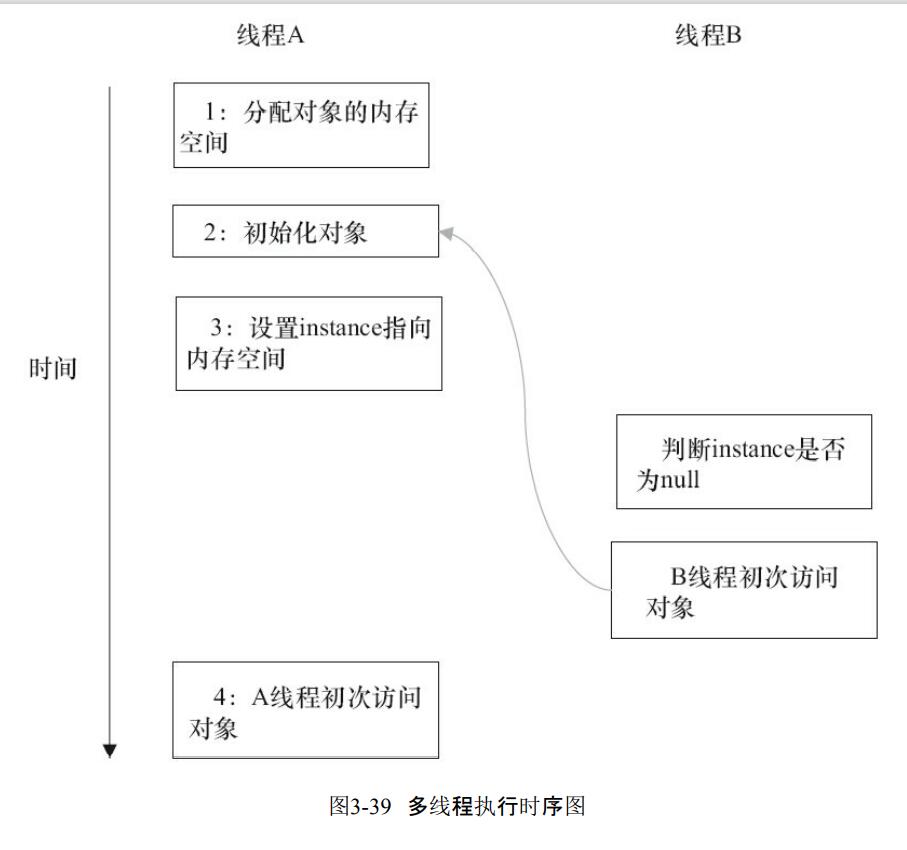 线程A
线程B
1：分配对象的内存
空间
2：初始化对象
3：设置instance指向
内存空间
时间
判断instance是否
为null
B线程初次访问
对象
4：A线程初次访问
对象
图3-39 多线程执行时序图